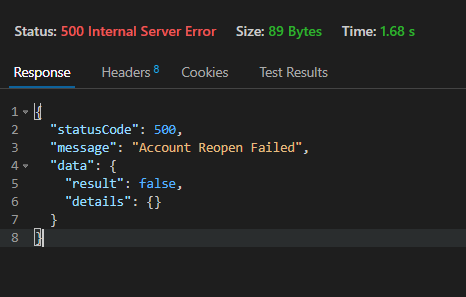 Status: 500 Internal Server Error Size: 89 Bytes Time: 1.68 s
Response Headers 8 Cookies Test Results
1 {
2 "statusCode": 500,
3 "message": "Account Reopen Failed",
4 "data": {
5 "result": false,
6 "details": {}
7 }
8 }